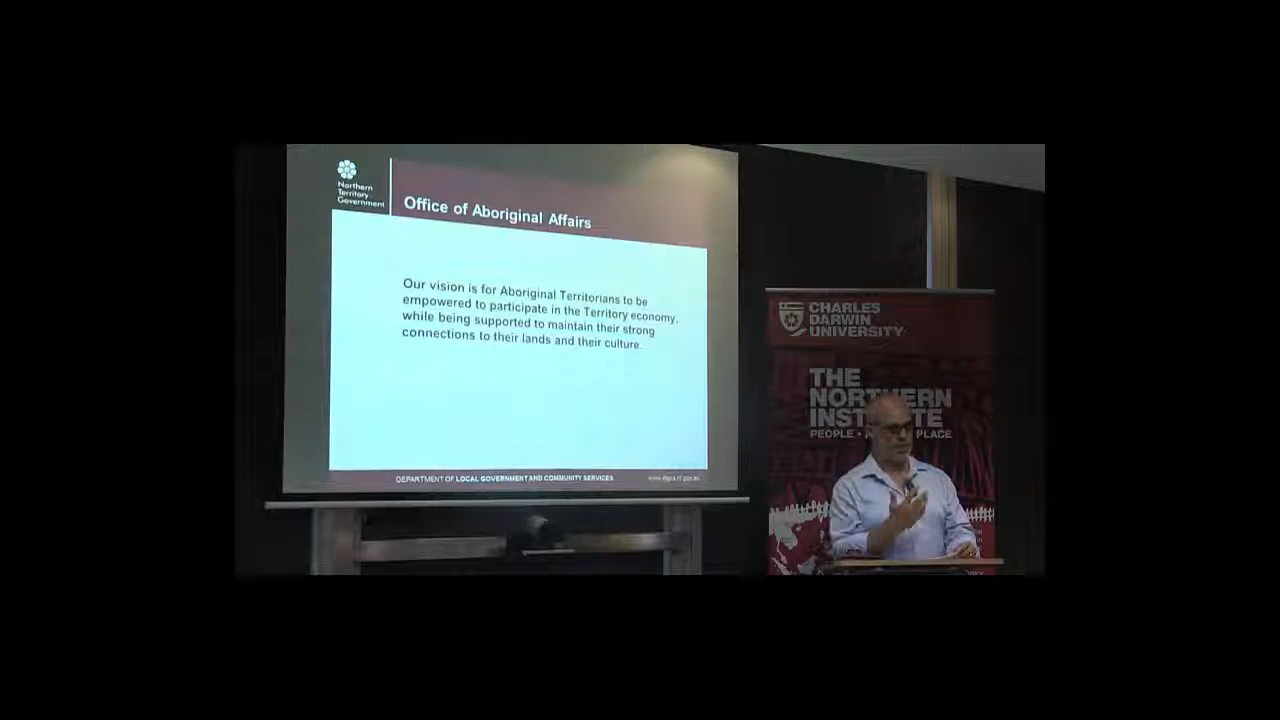 Northern
Territory
Government
Office of Aboriginal Affairs
Our vision is for Aboriginal Territorians to be
empowered to participate in the Territory economy,
while being supported to maintain their strong
connections to their lands and their culture.
DEPARTMENT OF LOCAL GOVERNMENT AND COMMUNITY SERVICES
CHARLES
DARWIN
UNIVERSITY
THE
NORTHERN
INSTITUTE
PEOPLE • PLACE